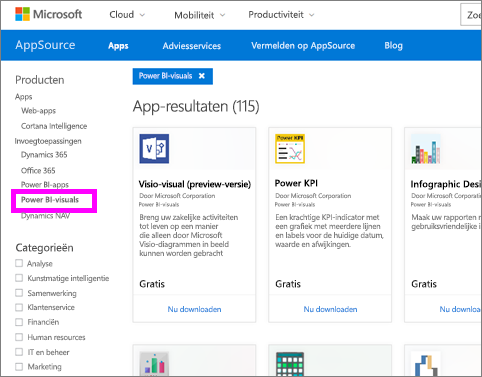 Microsoft
Cloud
Mobiliteit
Productiviteit
Zoe
AppSource
Apps
Adviesservices
Vermelden op AppSource
Blog
Producten
Apps
Web-apps
Cortana Intelligence
Invoegtoepassingen
Dynamics 365
Office 365
Power BI-apps
Power BI-visuals
Dynamics NAV
Categorieën
Analyse
Kunstmatige intelligentie
Samenwerking
Klantenservice
Financiën
Human resources
IT en beheer
Marketing
Power BI-visuals ×
App-resultaten (115)
Visio-visual (preview-versie)
Door Microsoft Corporation
Power BI-visuals
Breng uw zakelijke activiteiten
tot leven op een manier
die alleen door Microsoft
Visio-diagrammen in beeld
kunnen worden gebracht
Gratis
Nu downloaden
Power KPI
Power KPI
Door Microsoft Corporation
Power BI-visuals
Een krachtige KPI-indicator met
een grafiek met meerdere lijnen
en labels voor de huidige datum,
waarde en afwijkingen.
Gratis
Nu downloaden
Infographic Design
Door Microsoft Corporation
Power BI-visuals
Maak uw rapporten
gebruiksvriendelijke
Gratis